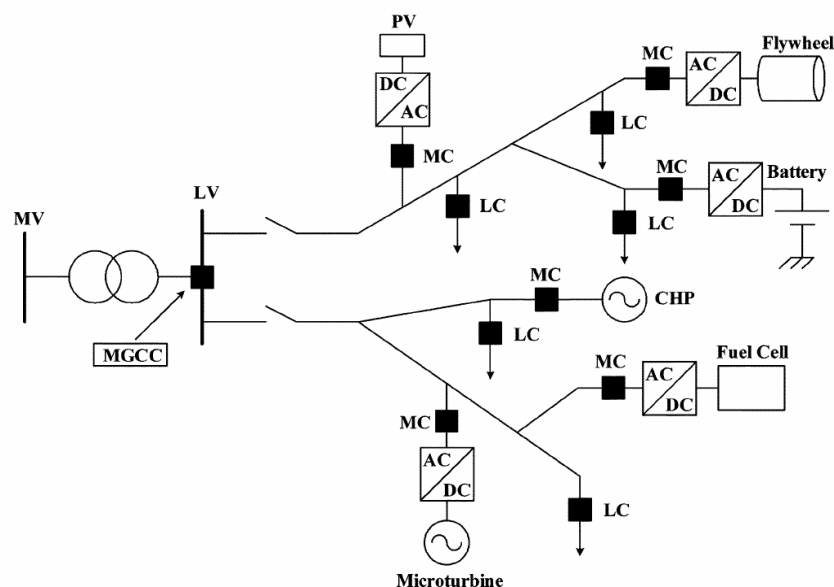 PV
DC
AC
MC
LC
MC
AC
DC
Flywheel
LC
MC
AC
DC
Battery
LC
MV
LV
MGCC
MC
CHP
LC
MC
AC
DC
Fuel Cell
MC
AC
DC
Microturbine
LC